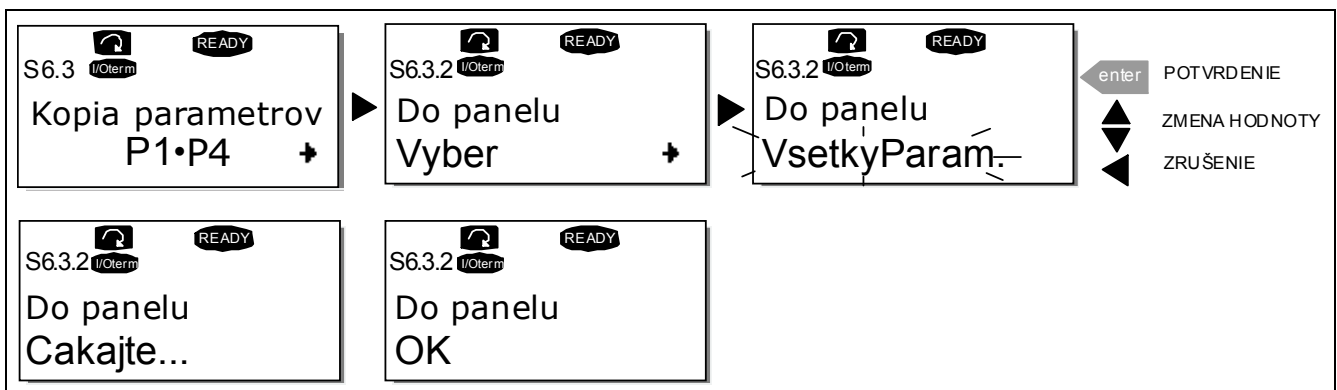 READY
S6.3 I/Oterm
Kopia parametrov
P1•P4
READY
S6.3.2 I/Oterm
Do panelu
Vyber
READY
S6.3.2 I/Oterm
Do panelu
VsetkyParam.
enter POTVRDENIE
ZMENA HODNOTY
ZRUŠENIE
READY
S6.3.2 I/Oterm
Do panelu
Cakajte...
READY
S6.3.2 I/Oterm
Do panelu
OK